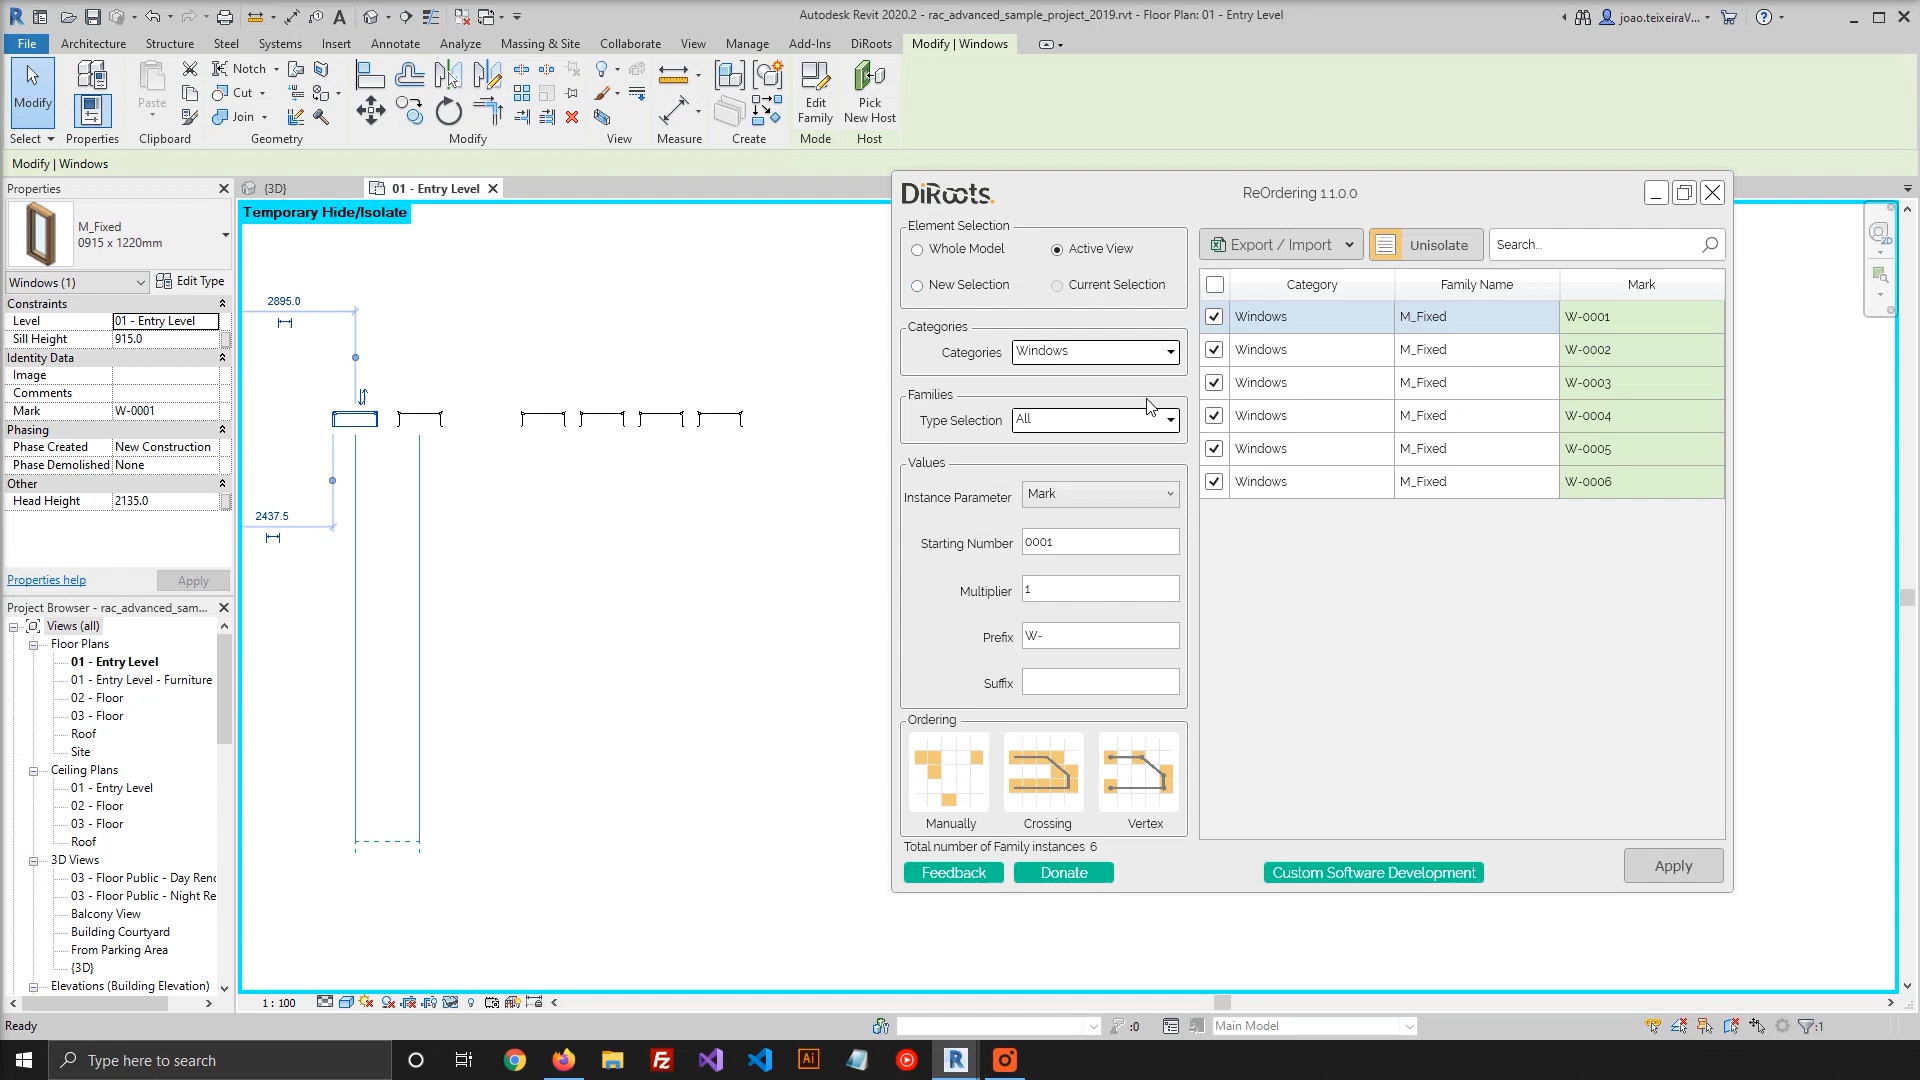 Autodesk Revit 2020.2 - rac_advanced_sample_project_2019.rvt - Floor Plan: 01 - Entry Level
joao.teixeiraV...
File Architecture Structure Steel Systems Insert Annotate Analyze Massing & Site Collaborate View Manage Add-Ins DiRoots Modify | Windows
Modify
Paste
Notch
Cut
Join
Edit
Family
Pick
New Host
Select Properties Clipboard Geometry Modify View Measure Create Mode Host
Modify | Windows
Properties
M_Fixed
0915 x 1220mm
Windows (1)
Edit Type
Constraints
Level 01 - Entry Level
Sill Height 915.0
Identity Data
Image
Comments
Mark W-0001
Phasing
Phase Created New Construction
Phase Demolished None
Other
Head Height 2135.0
Properties help
Apply
Project Browser - rac_advanced_sam...
Views (all)
Floor Plans
01 - Entry Level
01 - Entry Level - Furniture
02 - Floor
03 - Floor
Roof
Site
Ceiling Plans
01 - Entry Level
02 - Floor
03 - Floor
Roof
3D Views
03 - Floor Public - Day Rend
03 - Floor Public - Night Re
Balcony View
Building Courtyard
From Parking Area
{3D}
Elevations (Building Elevation)
{3D}
01 - Entry Level
Temporary Hide/Isolate
2895.0
2437.5
1 : 100
DiRoots.
ReOrdering 1.1.0.0
Element Selection
Whole Model
Active View
New Selection
Current Selection
Categories
Categories Windows
Families
Type Selection All
Values
Instance Parameter Mark
Starting Number 0001
Multiplier 1
Prefix W-
Suffix
Ordering
Manually Crossing Vertex
Total number of Family instances 6
Feedback
Donate
Custom Software Development
Apply
Export / Import
Unisolate
Search...
Category Family Name Mark
Windows M_Fixed W-0001
Windows M_Fixed W-0002
Windows M_Fixed W-0003
Windows M_Fixed W-0004
Windows M_Fixed W-0005
Windows M_Fixed W-0006
2D
Ready
:0
Main Model
:1
Type here to search
Fz
Ai
R